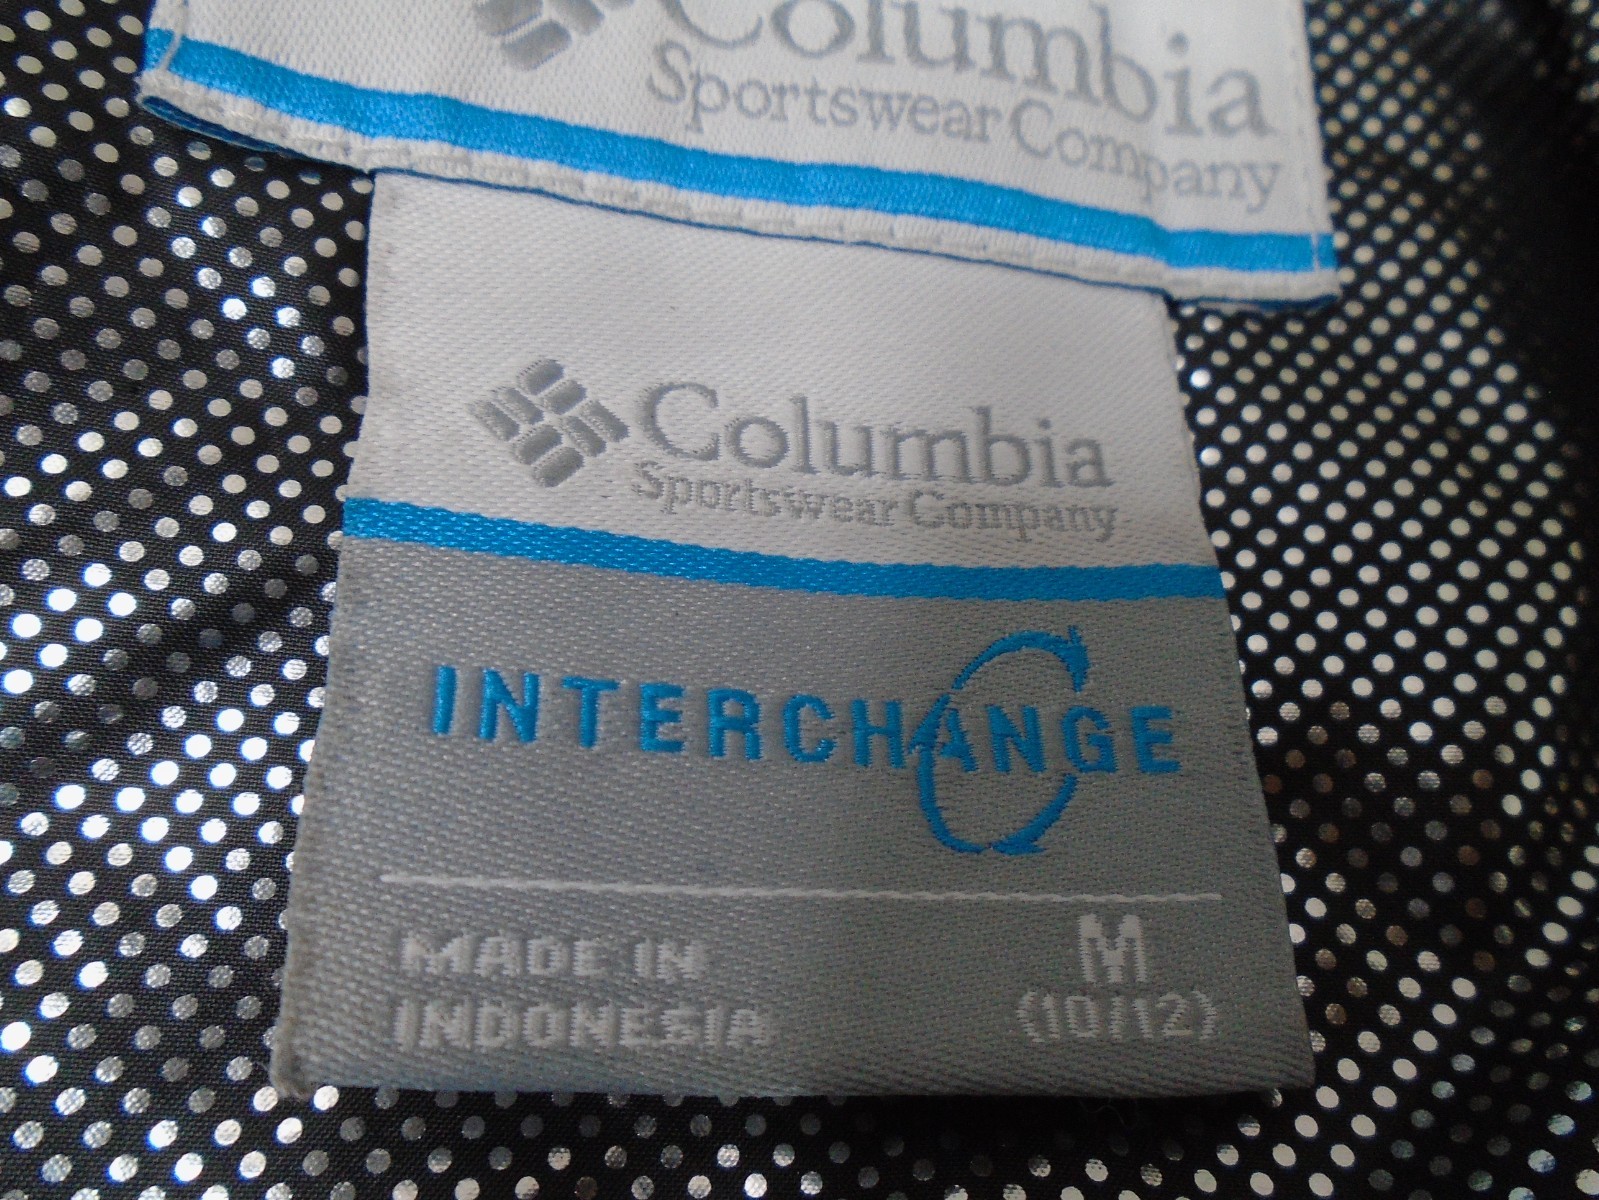 Columbia
Sportswear Company
Columbia
Sportswear Company
INTERCHANGE
MADE IN
INDONESIA
M
(10/12)